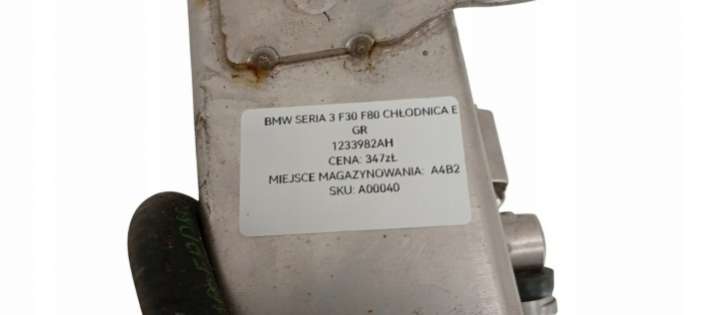 BMW SERIA 3 F30 F80 CHŁODNICA E
GR
1233982AH
CENA: 347zŁ
MIEJSCE MAGAZYNOWANIA: A4B2
SKU: A00040